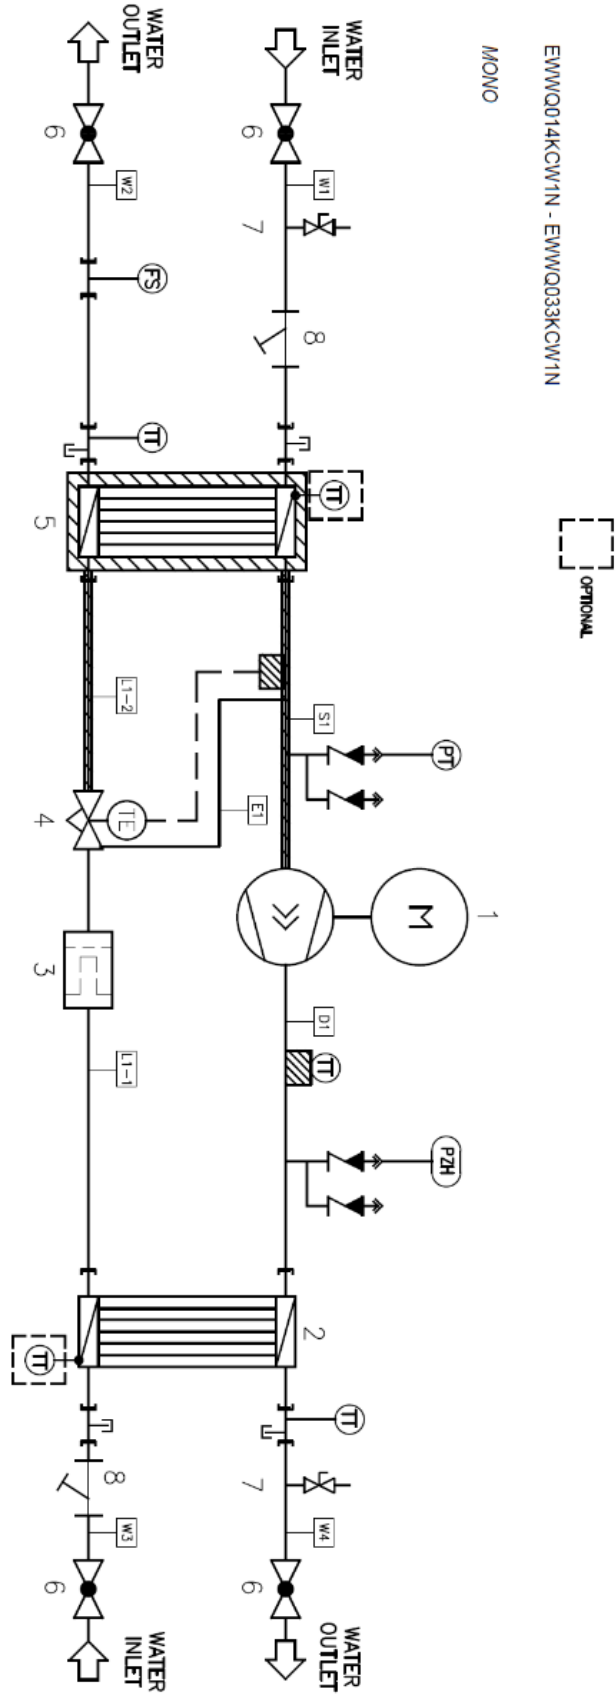 EWWQ014KCW1N - EWWQ033KCW1N
OPTIONAL
MONO
1
PT
PZH
M
WATER
INLET
W1
8
TT
S1
D1
TT
2
TT
W4
WATER
OUTLET
6
7
E1
7
6
WATER
OUTLET
W2
FS
TT
L1-2
TE
L1-1
8
W3
WATER
INLET
6
5
4
3
TT
6